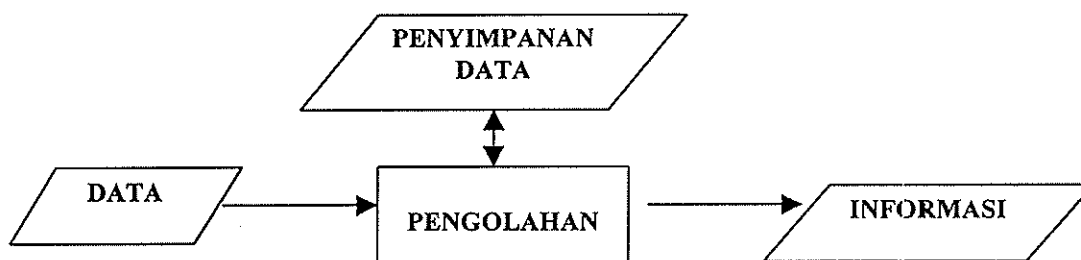 PENYIMPANAN
DATA
DATA
PENGOLAHAN
INFORMASI